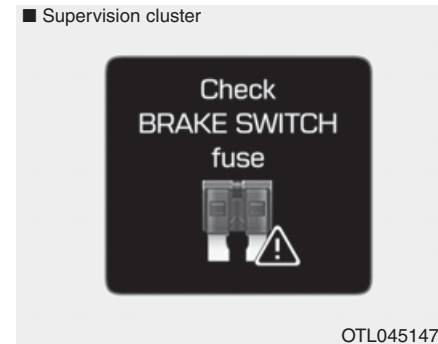 ■ Supervision cluster
Check
BRAKE SWITCH
fuse
OTL045147